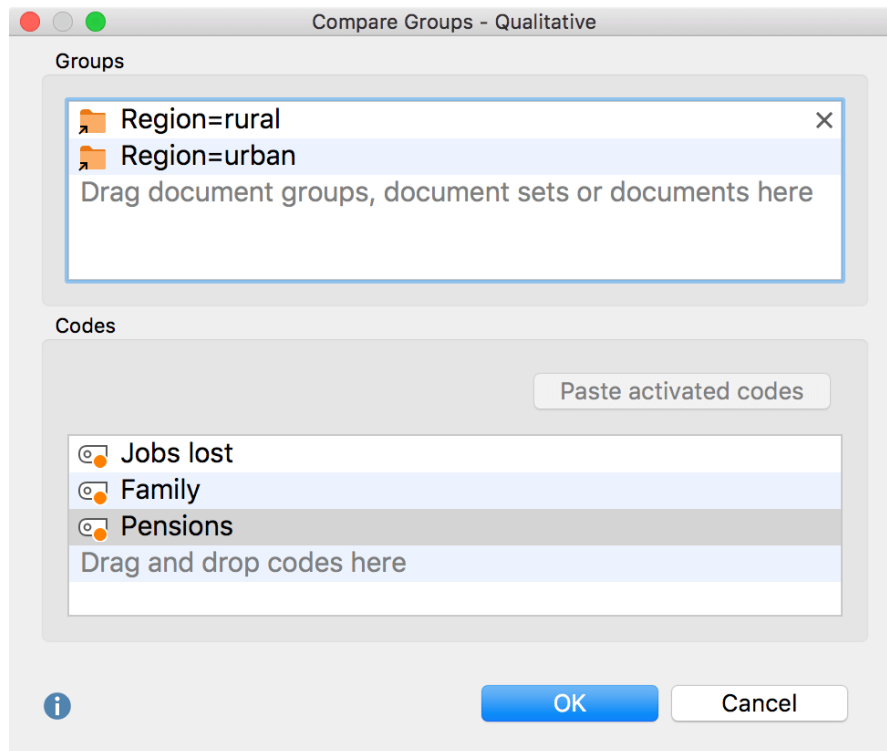 Compare Groups - Qualitative
Groups
Region=rural
Region=urban
Drag document groups, document sets or documents here
Codes
Paste activated codes
Jobs lost
Family
Pensions
Drag and drop codes here
OK
Cancel